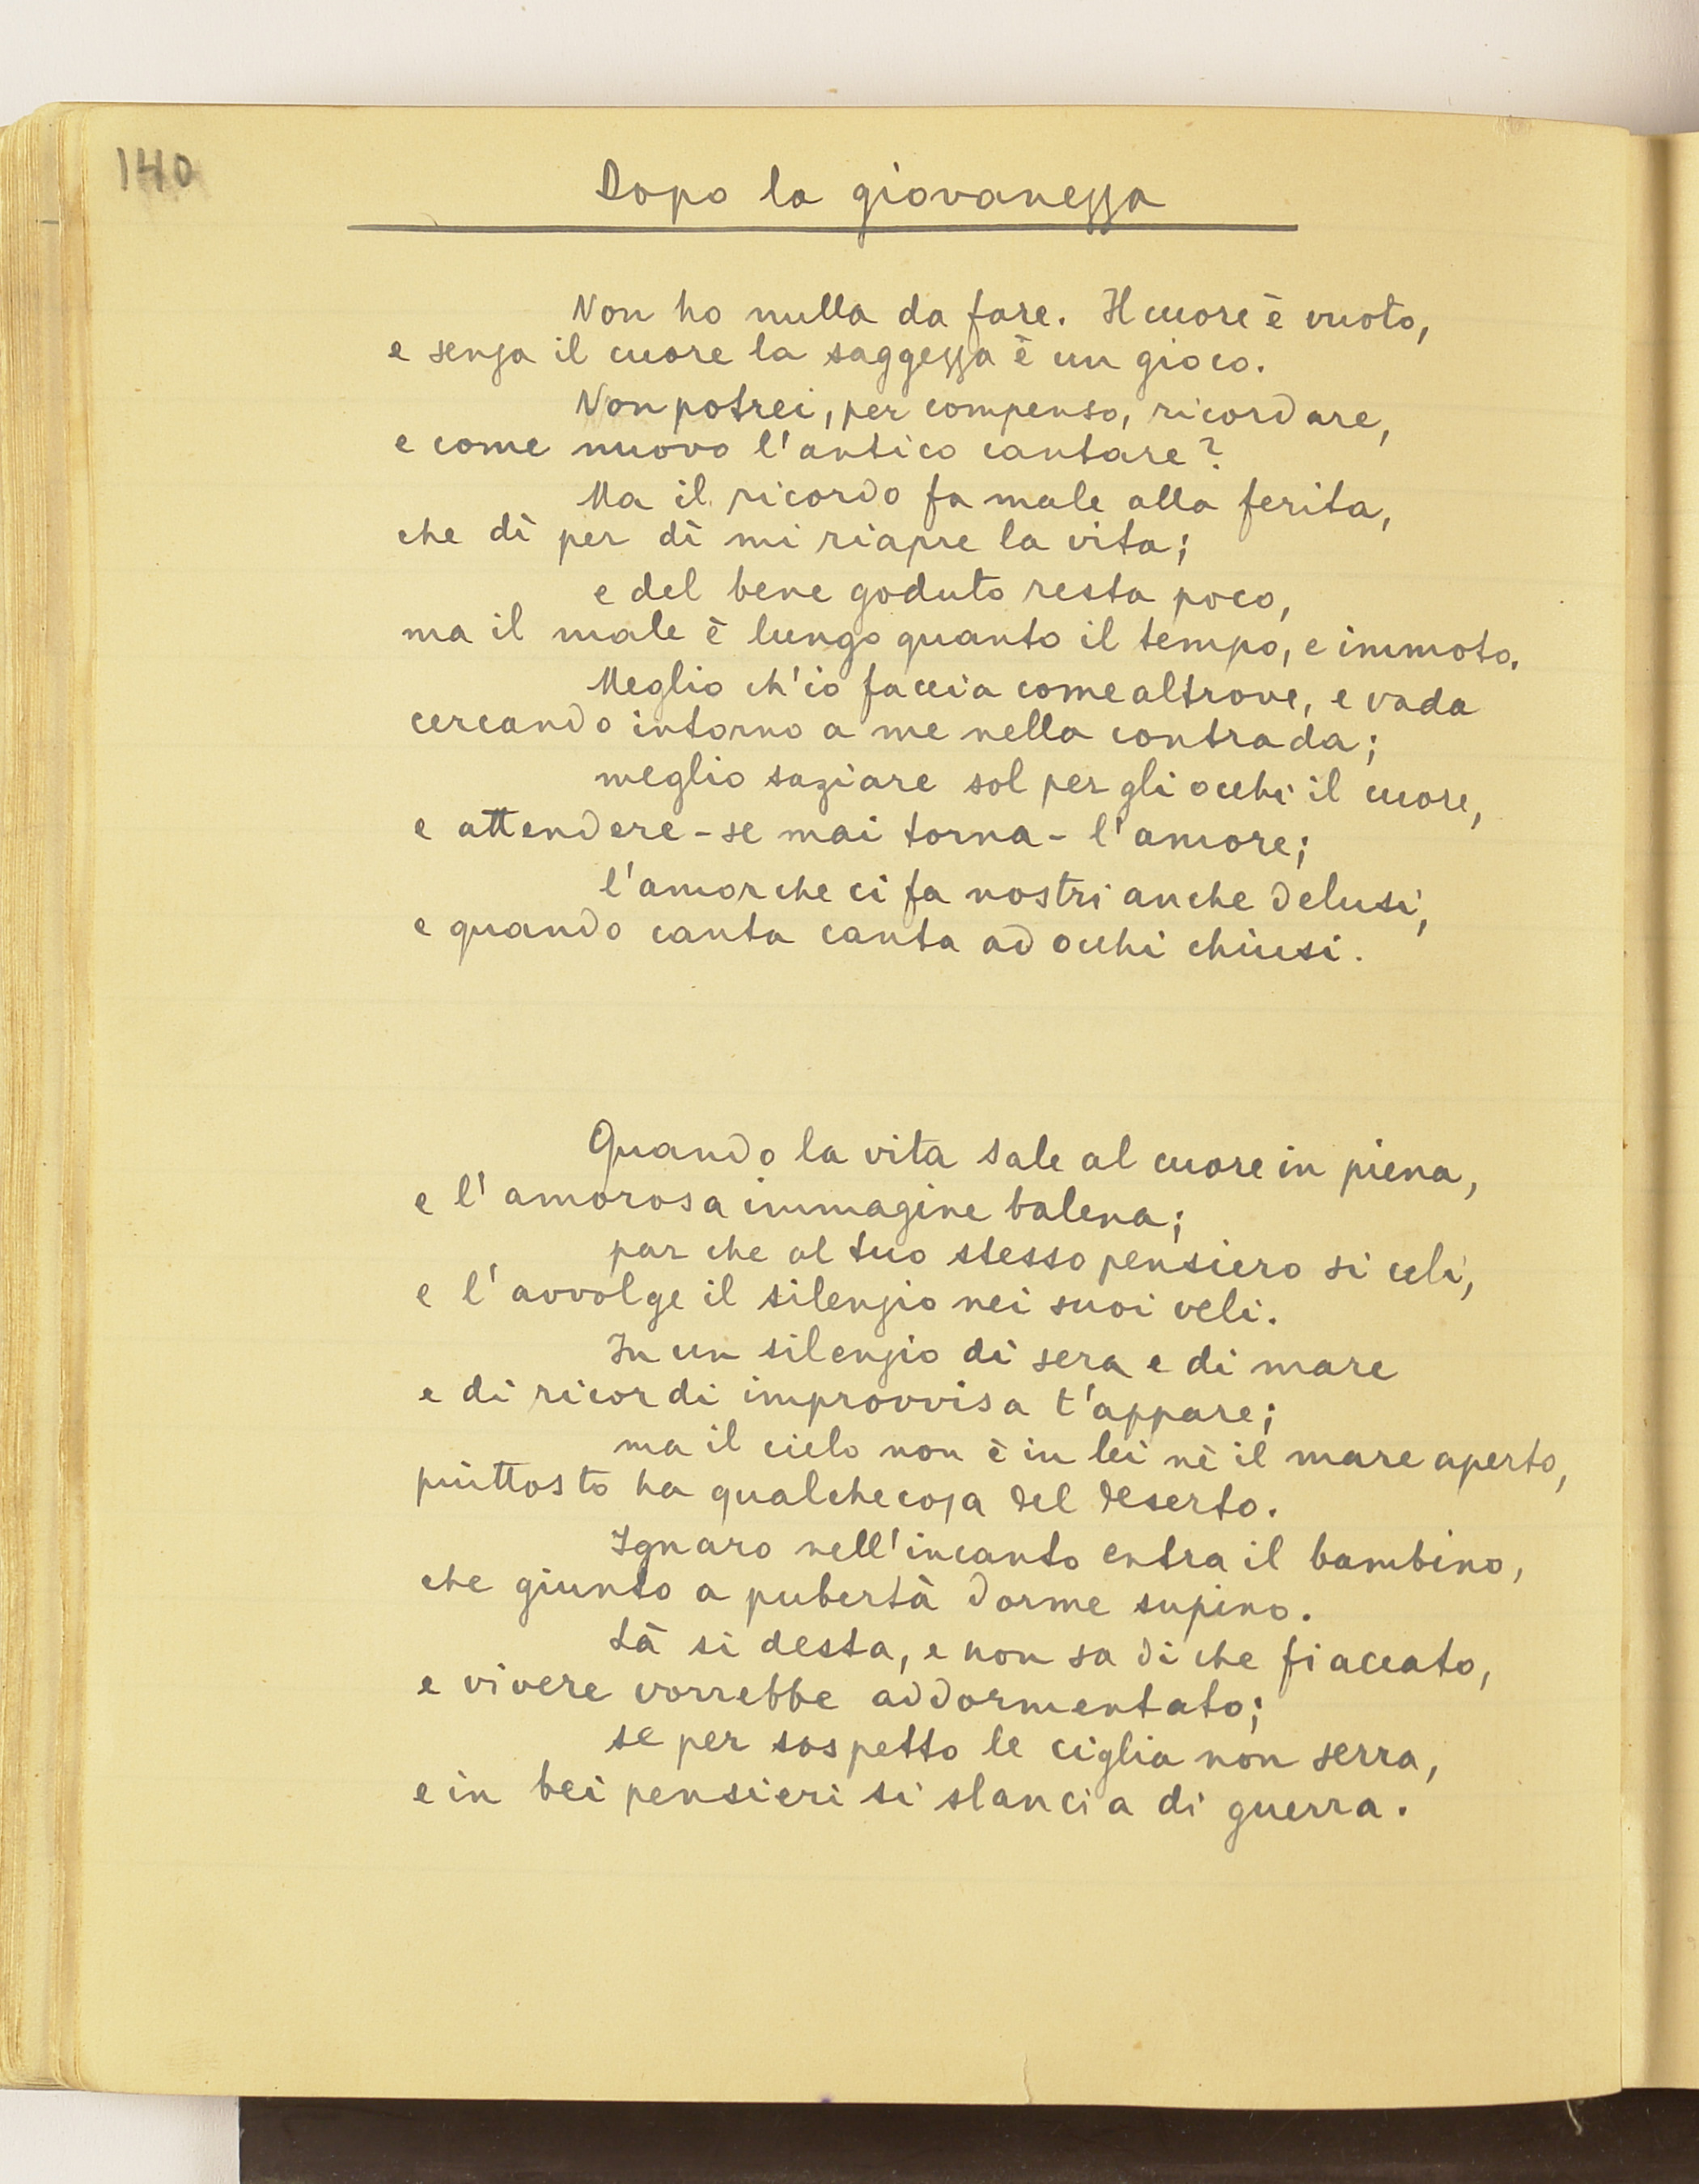 140
Dopo la giovanezza
Non ho nulla da fare. Il cuore è vuoto,
e senza il cuore la saggezza è un gioco.
Non potrei, per compenso, ricordare,
e come nuovo l'antico cantare?
Ma il ricordo fa male alla ferita,
che dì per dì mi riapre la vita;
e del bene goduto resta poco,
ma il male è lungo quanto il tempo, e immoto.
Meglio ch'io faccia come altrove, e vada
cercando intorno a me nella contrada;
meglio saziare sol per gli occhi il cuore,
e attendere - se mai torna - l'amore;
l'amor che ci fa nostri anche delusi,
e quando canta canta ad occhi chiusi.
Quando la vita sale al cuore in piena,
e l'amorosa immagine balena;
par che al tuo stesso pensiero si celi,
e l'avvolge il silenzio nei suoi veli.
In un silenzio di sera e di mare
e di ricordi improvvisa t'appare;
ma il cielo non è in lei nè il mare aperto,
piuttosto ha qualchecosa del deserto.
Ignaro nell'incanto entra il bambino,
che giunto a pubertà dorme supino.
Là si desta, e non sa di che fiaccato,
e vivere vorrebbe addormentato;
se per sospetto le ciglia non serra,
e in bei pensieri si slancia di guerra.